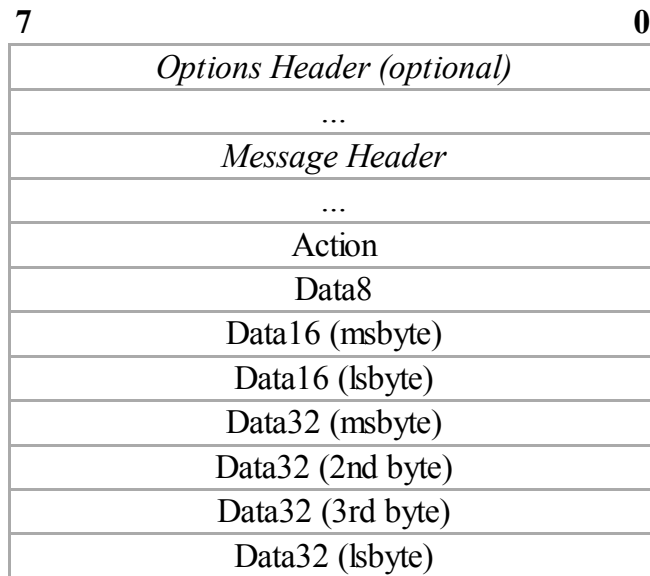 7 0
Options Header (optional)
...
Message Header
...
Action
Data8
Data16 (msbyte)
Data16 (lsbyte)
Data32 (msbyte)
Data32 (2nd byte)
Data32 (3rd byte)
Data32 (lsbyte)